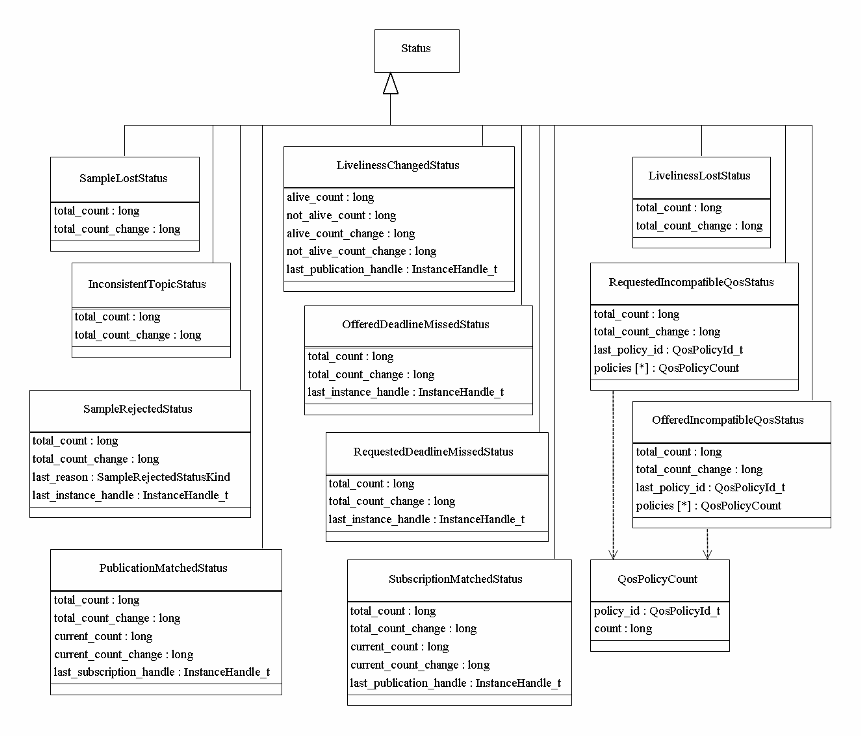 Status
SampleLostStatus
total_count : long
total_count_change : long
LivelinessChangedStatus
alive_count : long
not_alive_count : long
alive_count_change : long
not_alive_count_change : long
last_publication_handle : InstanceHandle_t
LivelinessLostStatus
total_count : long
total_count_change : long
InconsistentTopicStatus
total_count : long
total_count_change : long
OfferedDeadlineMissedStatus
total_count : long
total_count_change : long
last_instance_handle : InstanceHandle_t
RequestedIncompatibleQosStatus
total_count : long
total_count_change : long
last_policy_id : QosPolicyId_t
policies [*] : QosPolicyCount
SampleRejectedStatus
total_count : long
total_count_change : long
last_reason : SampleRejectedStatusKind
last_instance_handle : InstanceHandle_t
RequestedDeadlineMissedStatus
total_count : long
total_count_change : long
last_instance_handle : InstanceHandle_t
OfferedIncompatibleQosStatus
total_count : long
total_count_change : long
last_policy_id : QosPolicyId_t
policies [*] : QosPolicyCount
PublicationMatchedStatus
total_count : long
total_count_change : long
current_count : long
current_count_change : long
last_subscription_handle : InstanceHandle_t
SubscriptionMatchedStatus
total_count : long
total_count_change : long
current_count : long
current_count_change : long
last_publication_handle : InstanceHandle_t
QosPolicyCount
policy_id : QosPolicyId_t
count : long